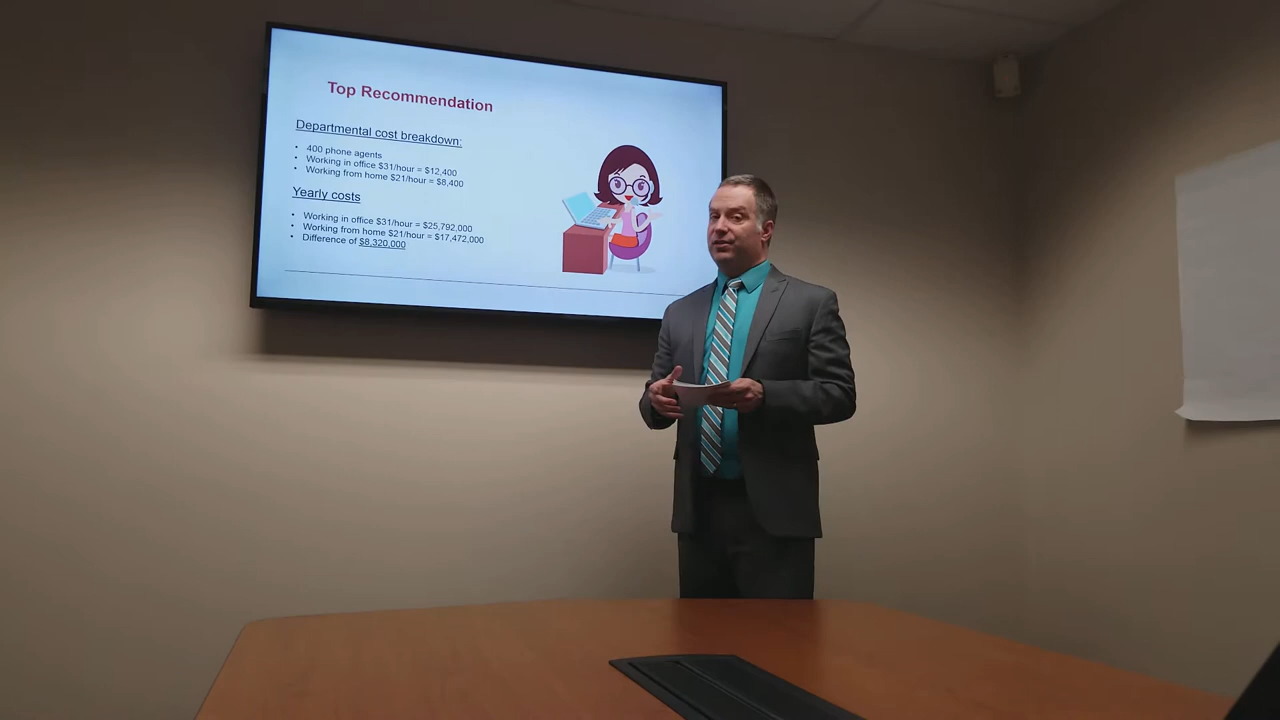 Top Recommendation
Departmental cost breakdown:
• 400 phone agents
• Working in office $31/hour = $12,400
• Working from home $21/hour = $8,400
Yearly costs
• Working in office $31/hour = $25,792,000
• Working from home $21/hour = $17,472,000
• Difference of $8,320,000